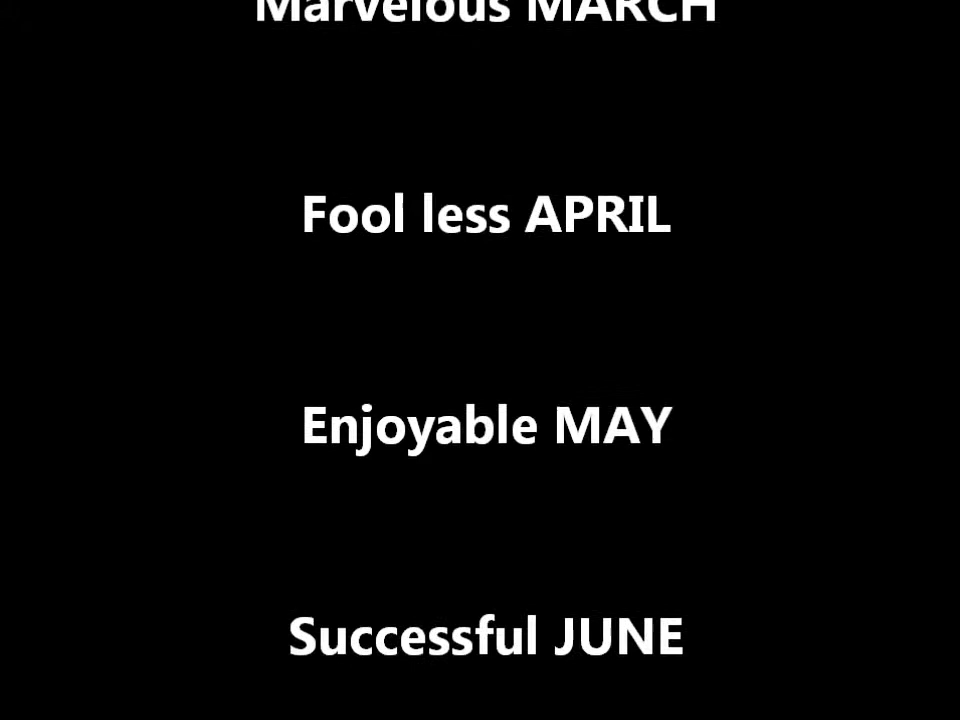 Marvelous MARCH
Fool less APRIL
Enjoyable MAY
Successful JUNE